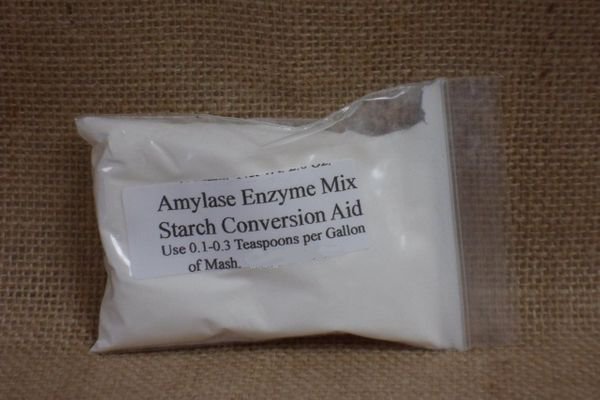 Amylase Enzyme Mix
Starch Conversion Aid
Use 0.1-0.3 Teaspoons per Gallon
of Mash.